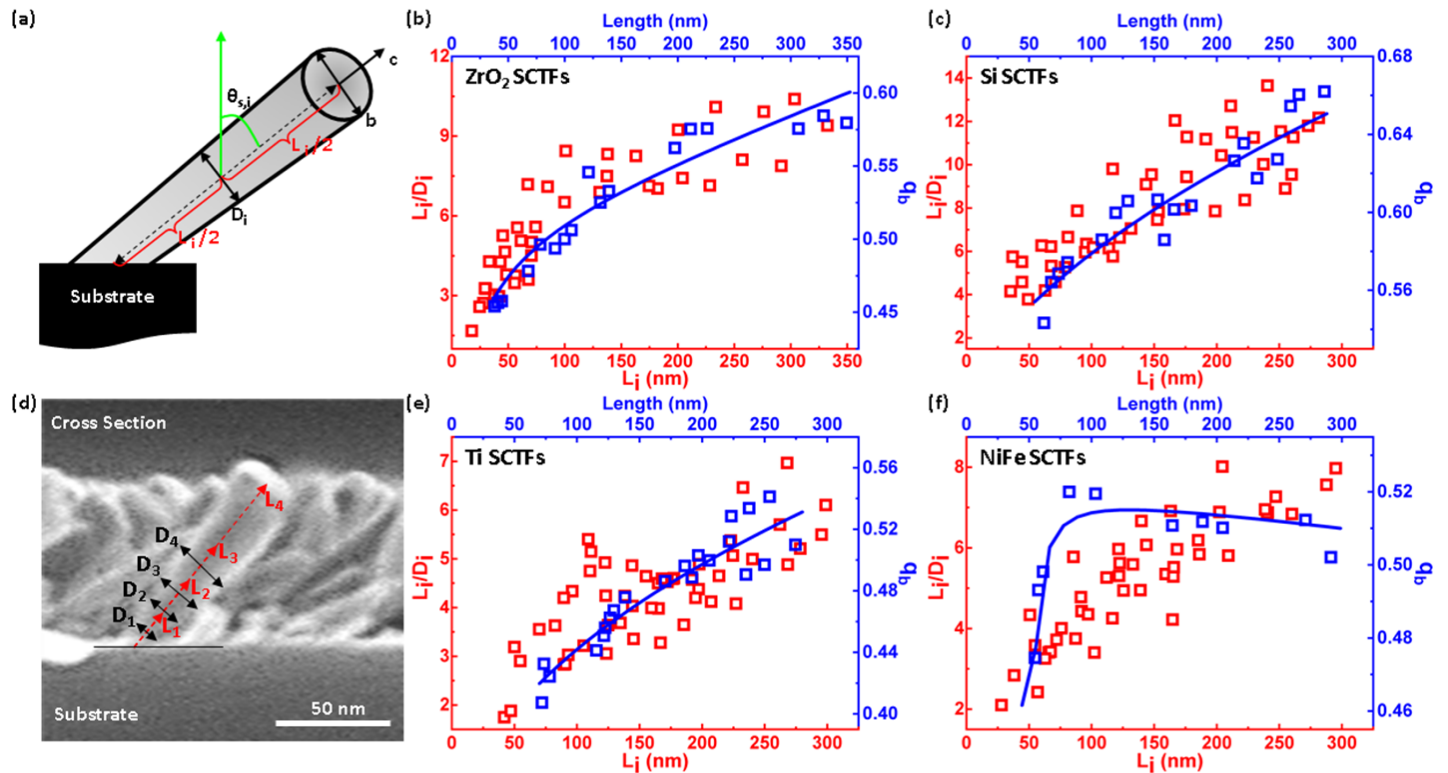 (a)
θs,i
c
b
Li/2
Di
Li/2
Substrate
(b)
Length (nm)
0 50 100 150 200 250 300 350
ZrO2 SCTFs
12
9
6
3
Li/Di
0.60
0.55
0.50
0.45
qb
0 50 100 150 200 250 300 350
Li (nm)
(c)
Length (nm)
0 50 100 150 200 250 300
Si SCTFs
14
12
10
8
6
4
2
Li/Di
0.68
0.64
0.60
0.56
qb
0 50 100 150 200 250 300
Li (nm)
(d)
Cross Section
L4
D4
L3
D3
L2
D2
D1
L1
Substrate
50 nm
(e)
Length (nm)
0 50 100 150 200 250 300
Ti SCTFs
7
6
5
4
3
2
Li/Di
0.56
0.52
0.48
0.44
0.40
qb
0 50 100 150 200 250 300
Li (nm)
(f)
Length (nm)
0 50 100 150 200 250 300
NiFe SCTFs
8
6
4
2
Li/Di
0.52
0.50
0.48
0.46
qb
0 50 100 150 200 250 300
Li (nm)